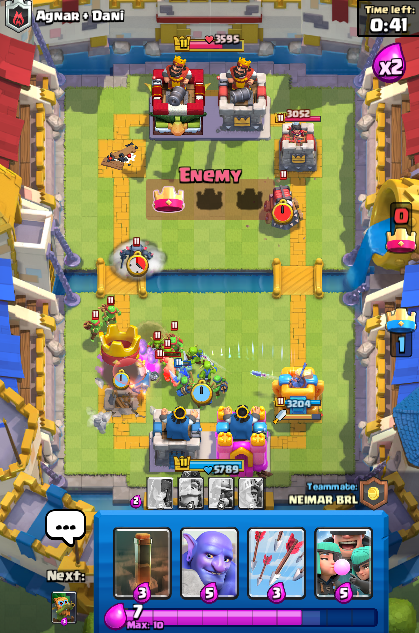 Agnar + Dani
3595
Time left:
0:41
x2
3052
ENEMY
0
1
3204
5789
Teammate:
NEIMAR BRL
2
...
Next:
3
5
3
5
7
Max: 10